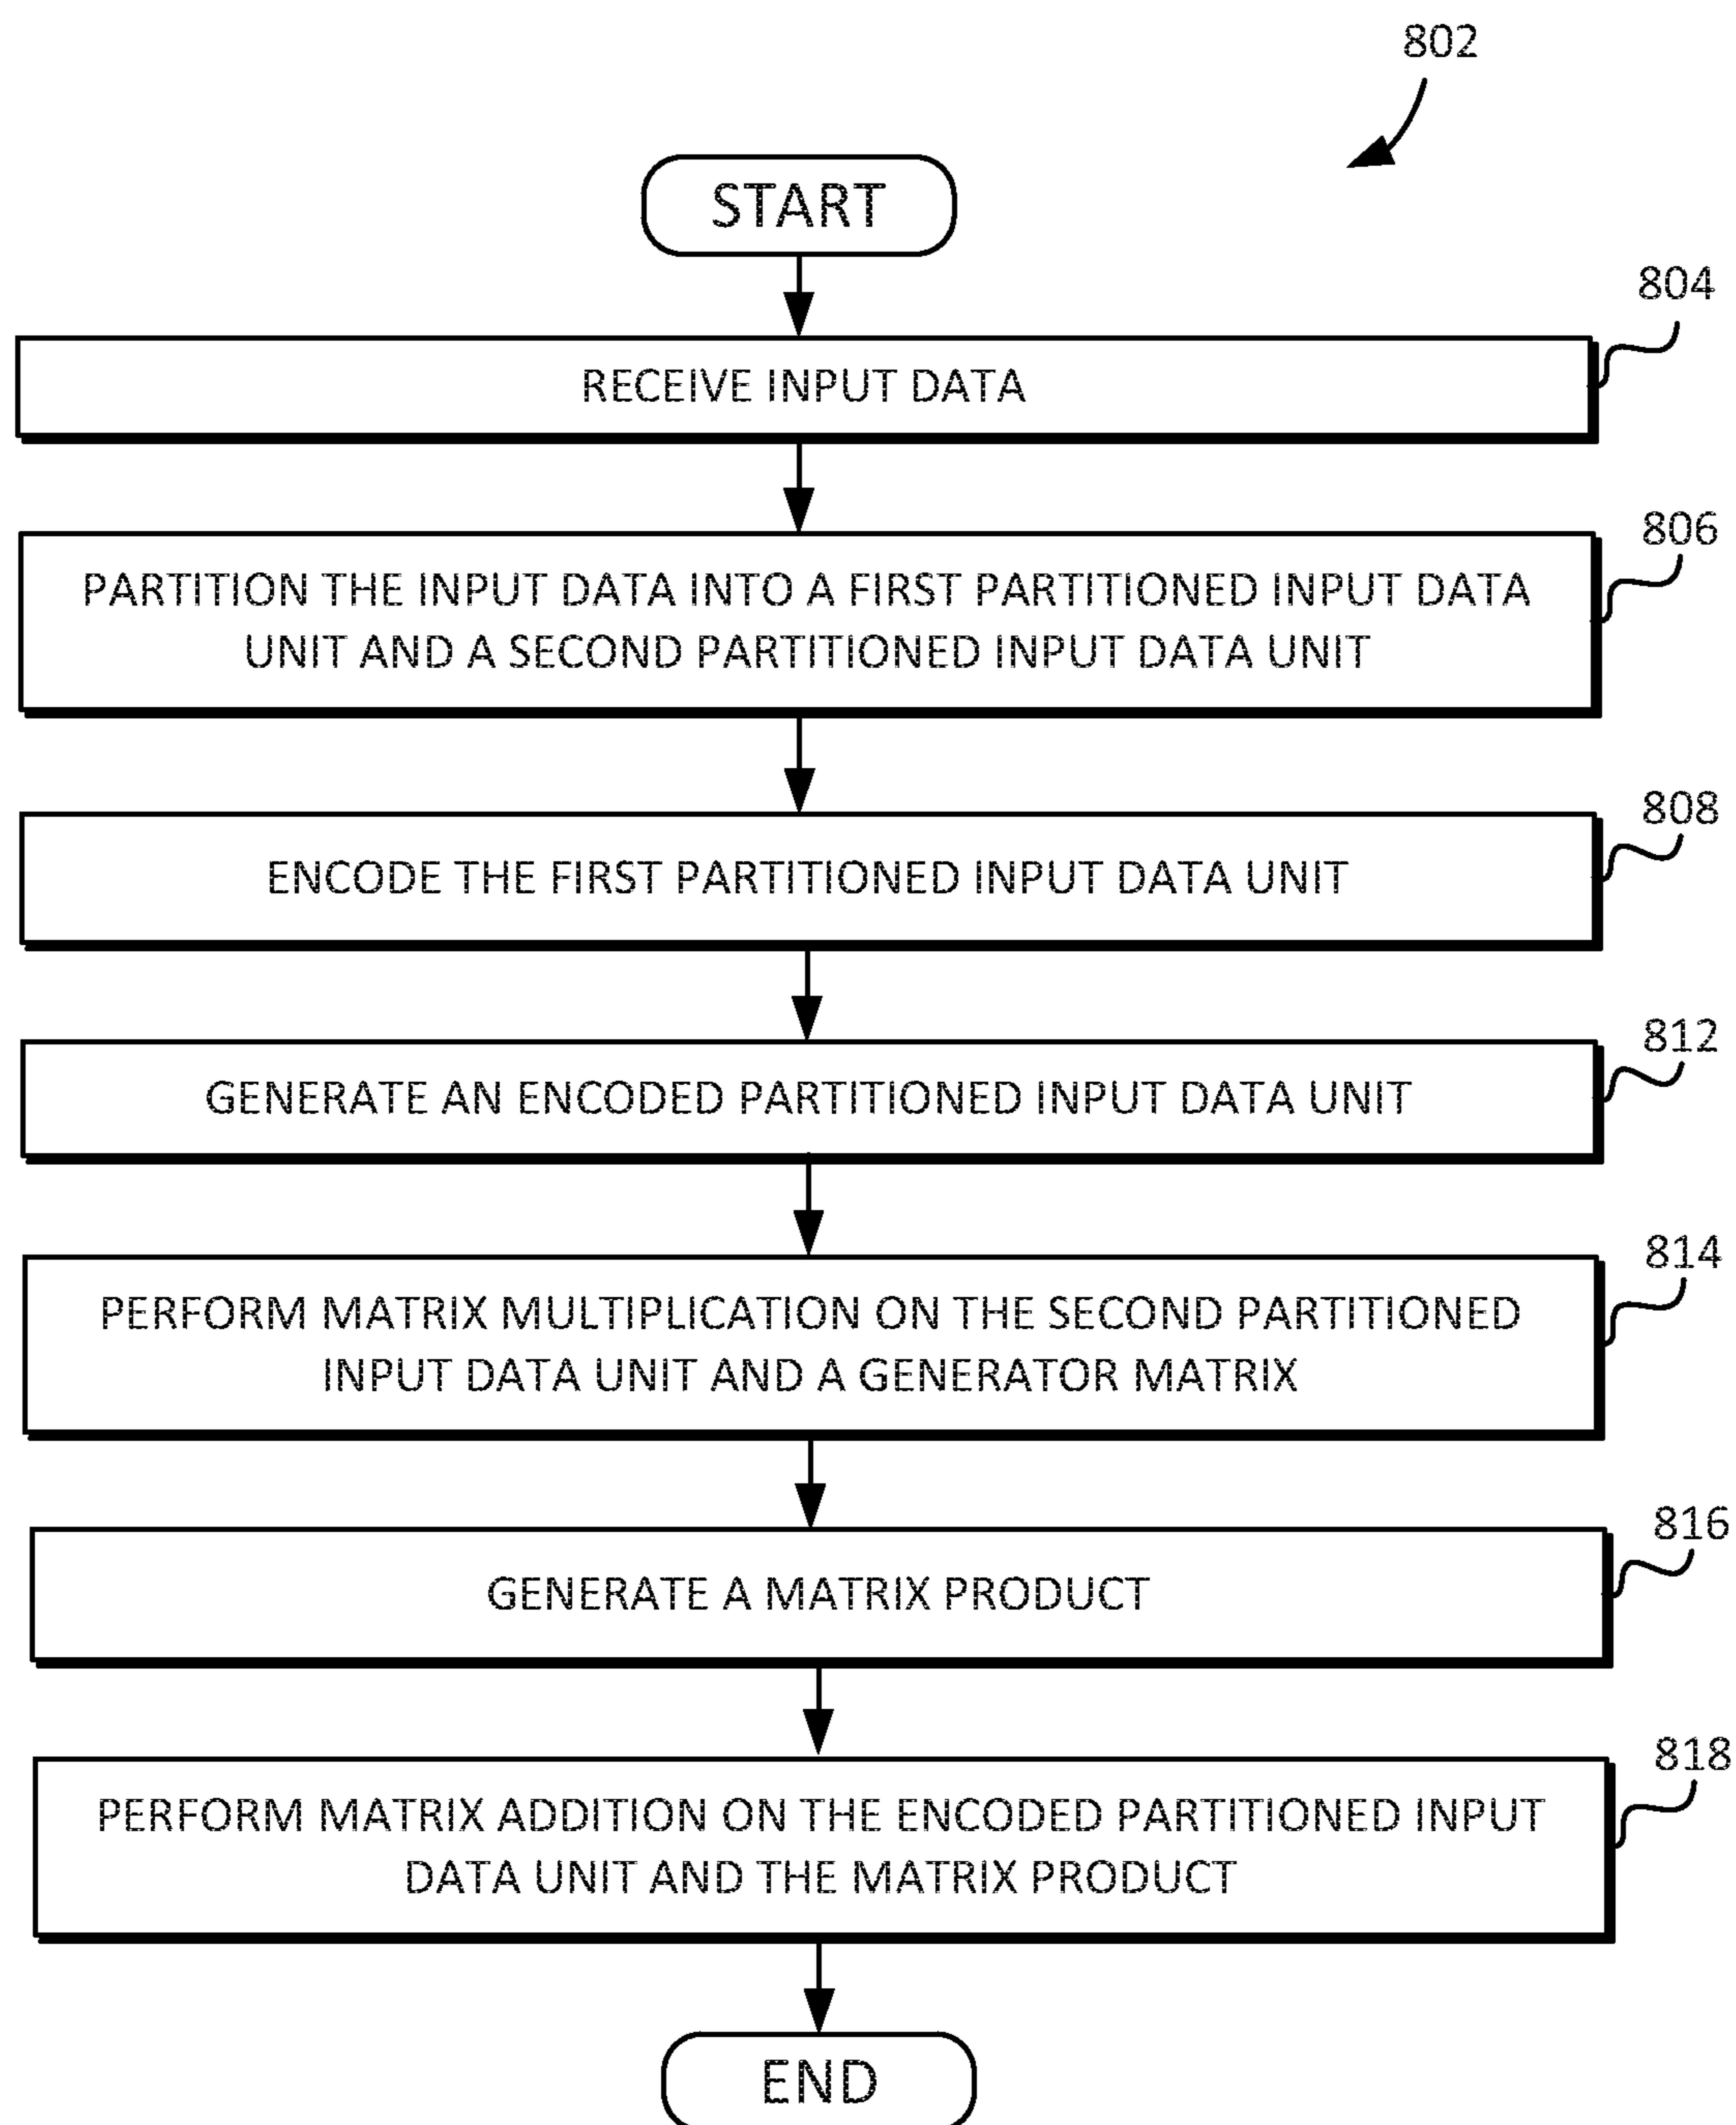 802
START
804
RECEIVE INPUT DATA
806
PARTITION THE INPUT DATA INTO A FIRST PARTITIONED INPUT DATA
UNIT AND A SECOND PARTITIONED INPUT DATA UNIT
808
ENCODE THE FIRST PARTITIONED INPUT DATA UNIT
812
GENERATE AN ENCODED PARTITIONED INPUT DATA UNIT
814
PERFORM MATRIX MULTIPLICATION ON THE SECOND PARTITIONED
INPUT DATA UNIT AND A GENERATOR MATRIX
816
GENERATE A MATRIX PRODUCT
818
PERFORM MATRIX ADDITION ON THE ENCODED PARTITIONED INPUT
DATA UNIT AND THE MATRIX PRODUCT
END